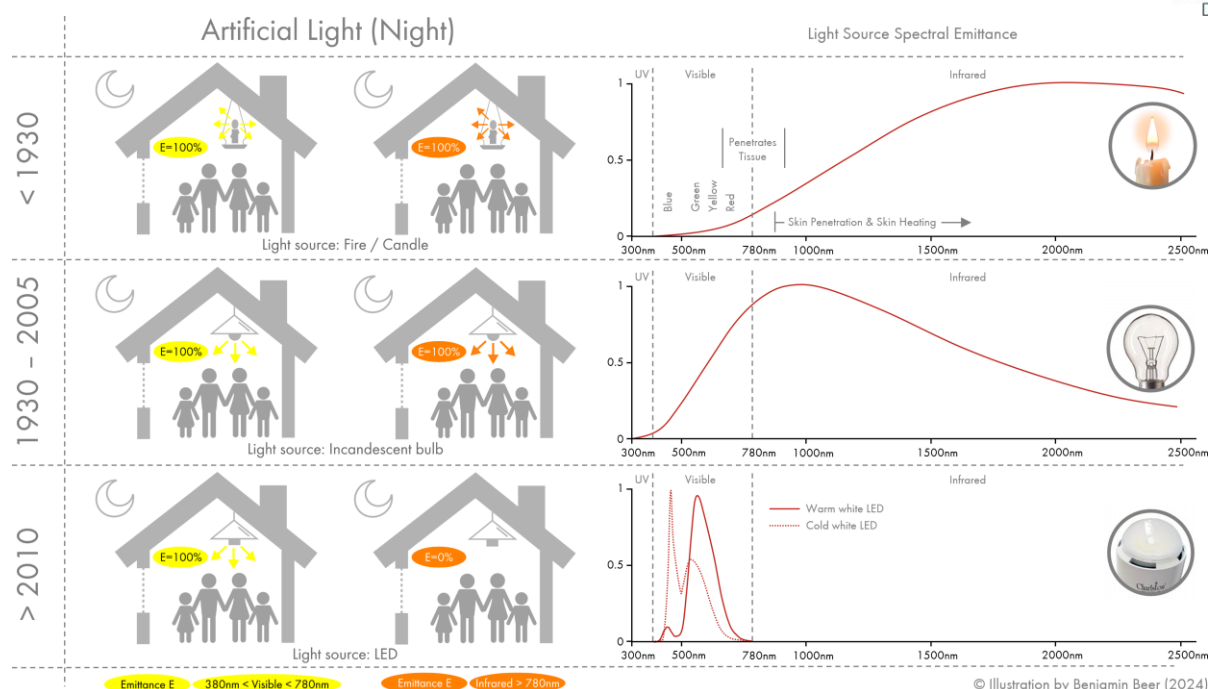 Artificial Light (Night)
Light Source Spectral Emittance
< 1930
E=100%
E=100%
Light source: Fire / Candle
UV
Visible
Infrared
1
0.5
0
Blue
Green
Yellow
Red
Penetrates
Tissue
Skin Penetration & Skin Heating
300nm 500nm 780nm 1000nm 1500nm 2000nm 2500nm
1930 – 2005
E=100%
E=100%
Light source: Incandescent bulb
UV
Visible
Infrared
1
0.5
0
300nm 500nm 780nm 1000nm 1500nm 2000nm 2500nm
> 2010
E=100%
E=0%
Light source: LED
UV
Visible
Infrared
1
0.5
0
Warm white LED
Cold white LED
300nm 500nm 780nm 1000nm 1500nm 2000nm 2500nm
Emittance E 380nm < Visible < 780nm
Emittance E Infrared > 780nm
© Illustration by Benjamin Beer (2024)